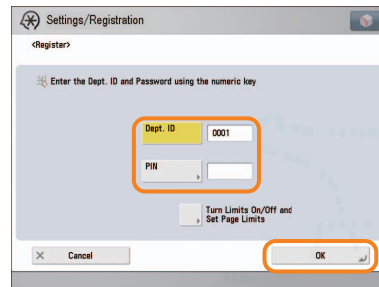 Settings/Registration
<Register>
Enter the Dept. ID and Password using the numeric key
Dept. ID
0001
PIN
Turn Limits On/Off and
Set Page Limits
Cancel
OK